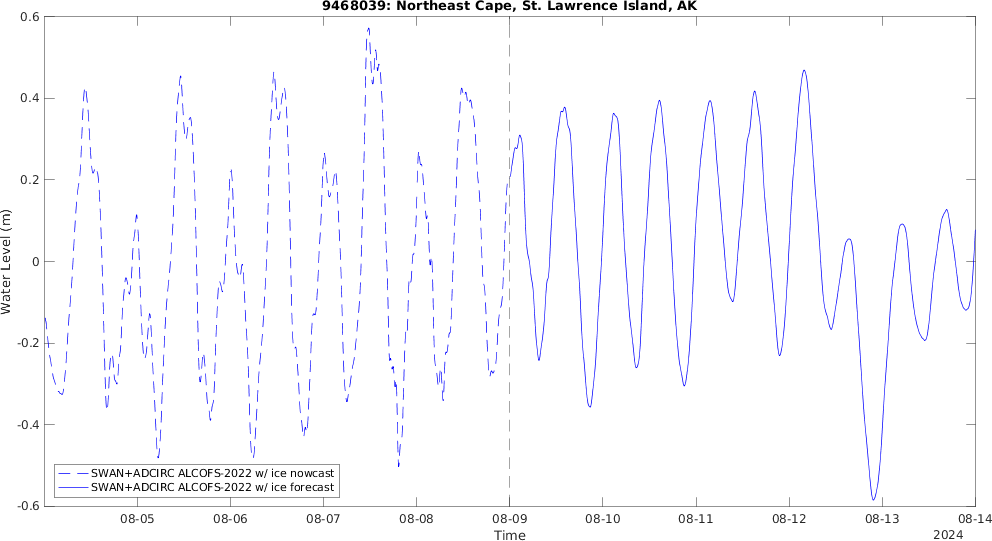 9468039: Northeast Cape, St. Lawrence Island, AK
0.6
0.4
0.2
0
-0.2
-0.4
-0.6
Water Level (m)
SWAN+ADCIRC ALCOFS-2022 w/ ice nowcast
SWAN+ADCIRC ALCOFS-2022 w/ ice forecast
08-05 08-06 08-07 08-08 08-09 08-10 08-11 08-12 08-13 08-14
Time
2024